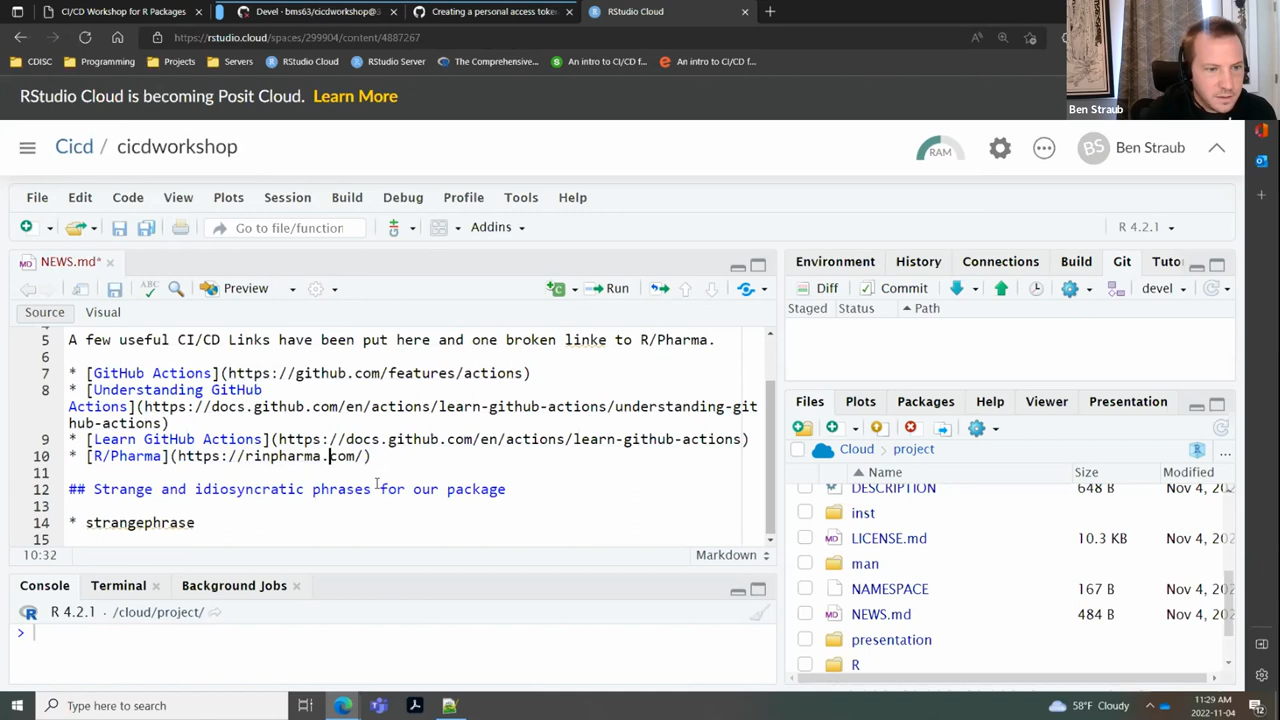 CI/CD Workshop for R Packages
Devel · bms63/cicdworkshop@3
Creating a personal access toke
RStudio Cloud
https://rstudio.cloud/spaces/299904/content/4887267
CDISC
Programming
Projects
Servers
RStudio Cloud
RStudio Server
The Comprehensive...
An intro to CI/CD f...
An intro to CI/CD f...
RStudio Cloud is becoming Posit Cloud. Learn More
Ben Straub
Cicd / cicdworkshop
RAM
BS
Ben Straub
File
Edit
Code
View
Plots
Session
Build
Debug
Profile
Tools
Help
Go to file/function
Addins
R 4.2.1
NEWS.md*
Preview
Run
Source
Visual
4
5 A few useful CI/CD Links have been put here and one broken linke to R/Pharma.
6
7 * [GitHub Actions](https://github.com/features/actions)
8 * [Understanding GitHub
Actions](https://docs.github.com/en/actions/learn-github-actions/understanding-git
hub-actions)
9 * [Learn GitHub Actions](https://docs.github.com/en/actions/learn-github-actions)
10 * [R/Pharma](https://rinpharma.com/)
11
12 ## Strange and idiosyncratic phrases for our package
13
14 * strangephrase
15
10:32
Markdown
Console
Terminal
Background Jobs
R 4.2.1 · /cloud/project/
>
Environment
History
Connections
Build
Git
Tuto
Diff
Commit
devel
Staged
Status
Path
Files
Plots
Packages
Help
Viewer
Presentation
Cloud
project
...
Name
Size
Modified
DESCRIPTION 648 B Nov 4, 202
inst
LICENSE.md 10.3 KB Nov 4, 202
man
NAMESPACE 167 B Nov 4, 202
NEWS.md 484 B Nov 4, 202
presentation
R
Type here to search
58°F Cloudy
11:29 AM
2022-11-04
12